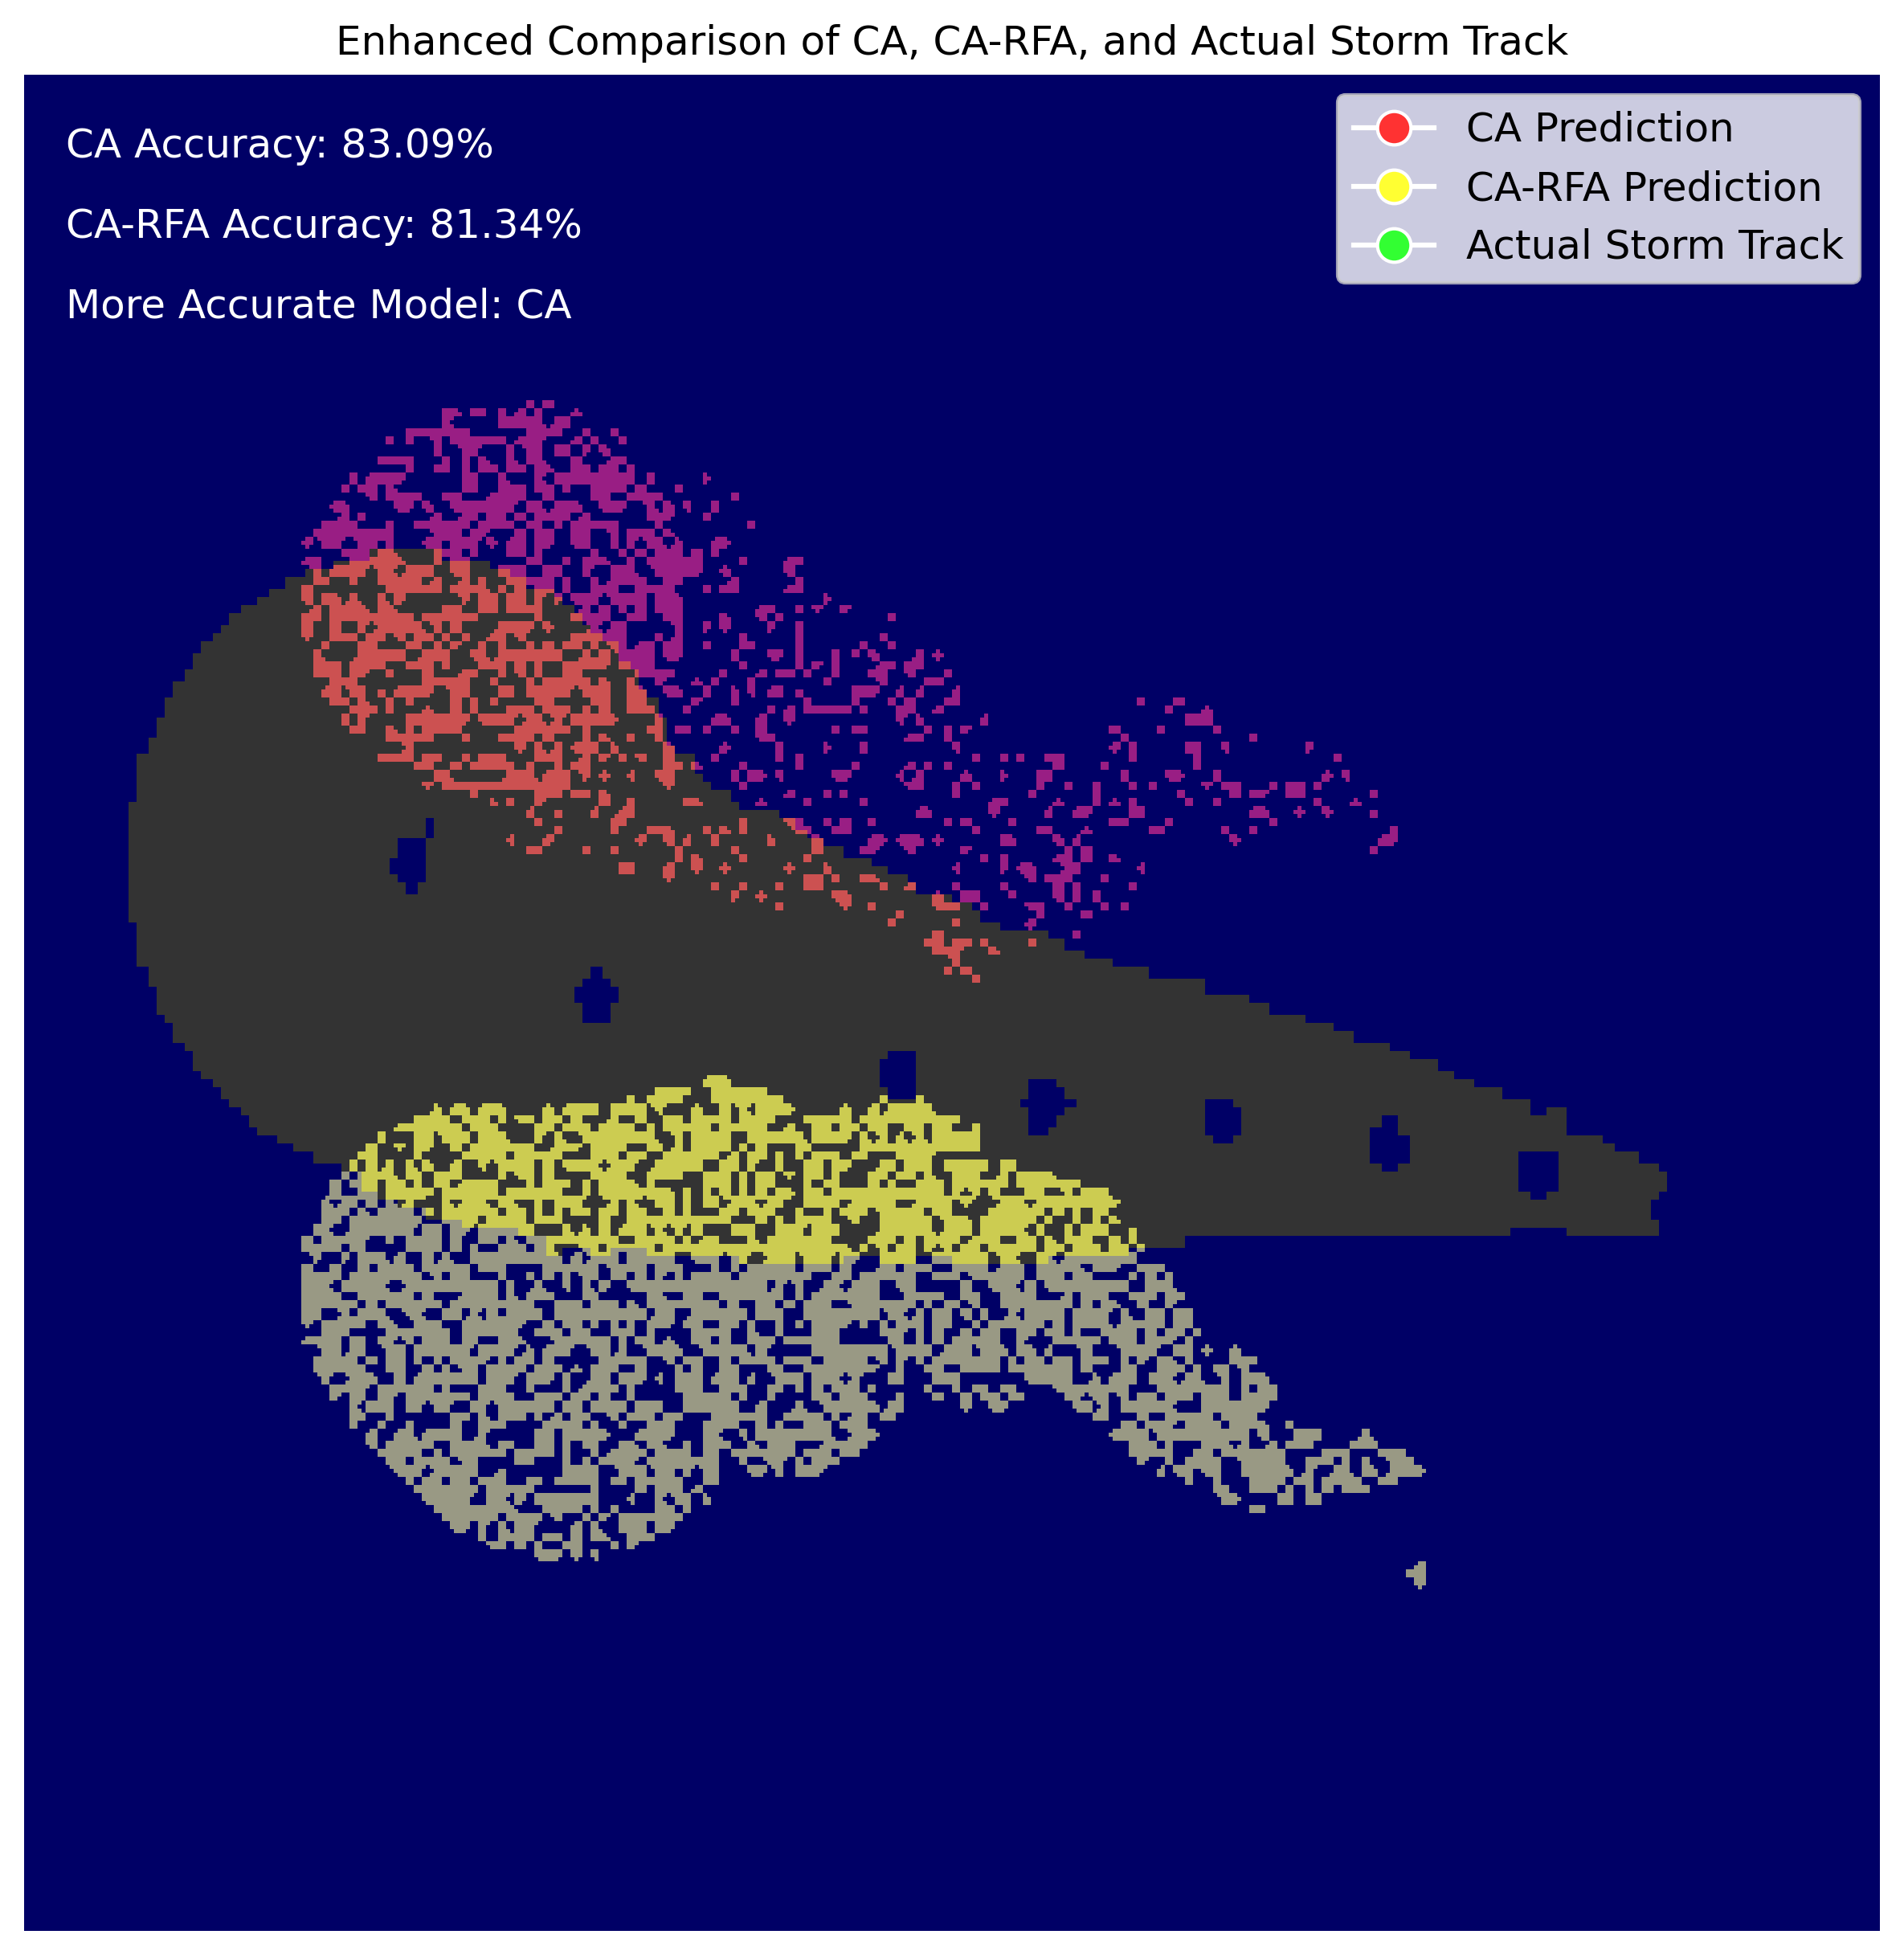 Enhanced Comparison of CA, CA-RFA, and Actual Storm Track
CA Accuracy: 83.09%
CA-RFA Accuracy: 81.34%
More Accurate Model: CA
CA Prediction
CA-RFA Prediction
Actual Storm Track